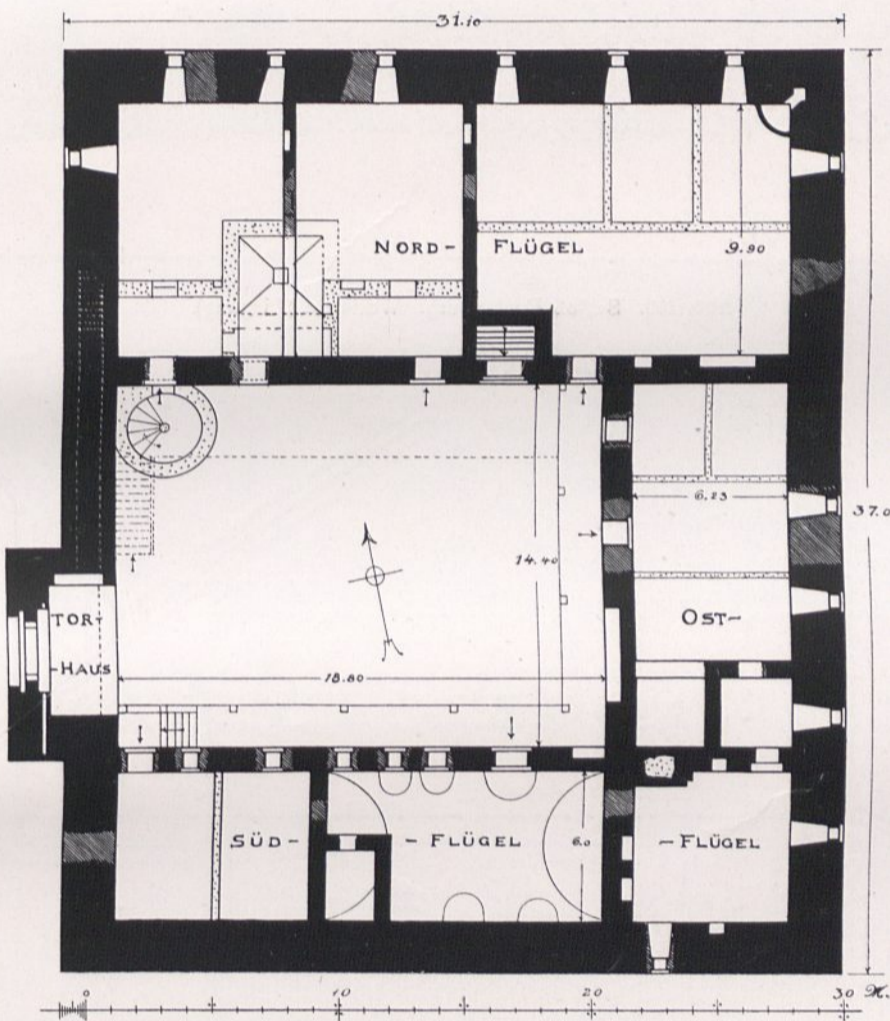 31.10
NORD- FLÜGEL
9.90
37.0
6.23
14.40
TOR-
-HAUS
OST-
18.80
N
SÜD- - FLÜGEL - FLÜGEL
6.0
0 10 20 30 M.